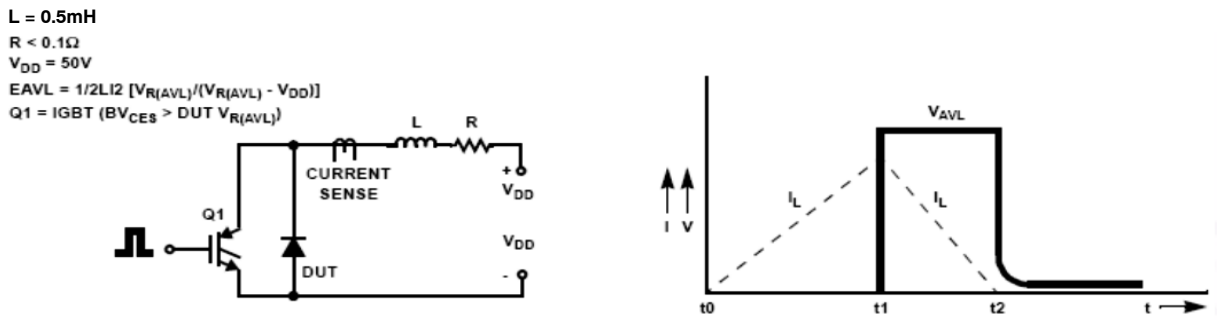 L = 0.5mH
R < 0.1Ω
VDD = 50V
EAVL = 1/2LI2 [VR(AVL)/(VR(AVL) - VDD)]
Q1 = IGBT (BVCES > DUT VR(AVL))
L
R
CURRENT
SENSE
+
VDD
Q1
VDD
DUT
-
VAVL
IL
IL
I V
t0
t1
t2
t